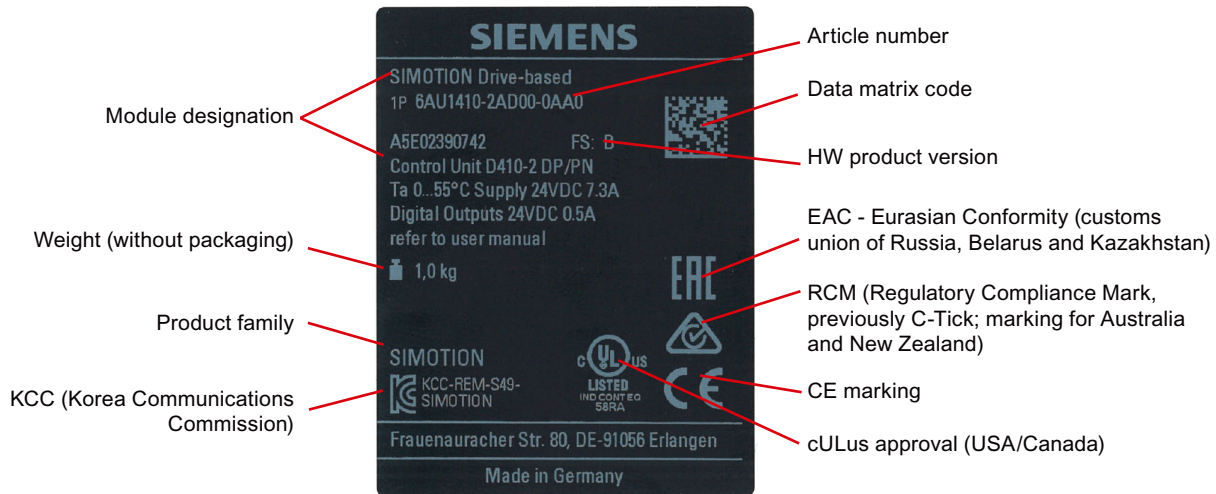 SIEMENS
SIMOTION Drive-based
1P 6AU1410-2AD00-0AA0
A5E02390742 FS: B
Control Unit D410-2 DP/PN
Ta 0...55°C Supply 24VDC 7.3A
Digital Outputs 24VDC 0.5A
refer to user manual
1,0 kg
EAC
SIMOTION
KCC-REM-S49-
SIMOTION
C UL US
LISTED
IND CONT EQ
58RA
CE
Frauenauracher Str. 80, DE-91056 Erlangen
Made in Germany
Module designation
Weight (without packaging)
Product family
KCC (Korea Communications
Commission)
Article number
Data matrix code
HW product version
EAC - Eurasian Conformity (customs
union of Russia, Belarus and Kazakhstan)
RCM (Regulatory Compliance Mark,
previously C-Tick; marking for Australia
and New Zealand)
CE marking
cULus approval (USA/Canada)